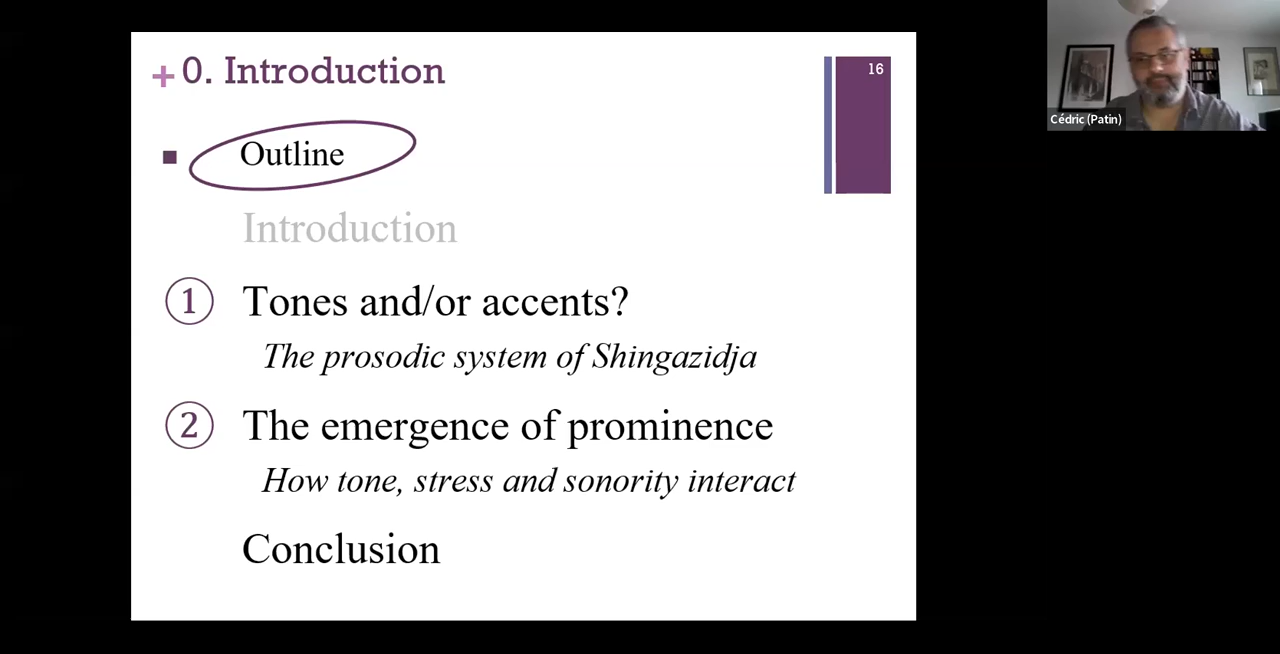 + 0. Introduction
16
Cédric (Patin)
■ Outline
Introduction
① Tones and/or accents?
The prosodic system of Shingazidja
② The emergence of prominence
How tone, stress and sonority interact
Conclusion